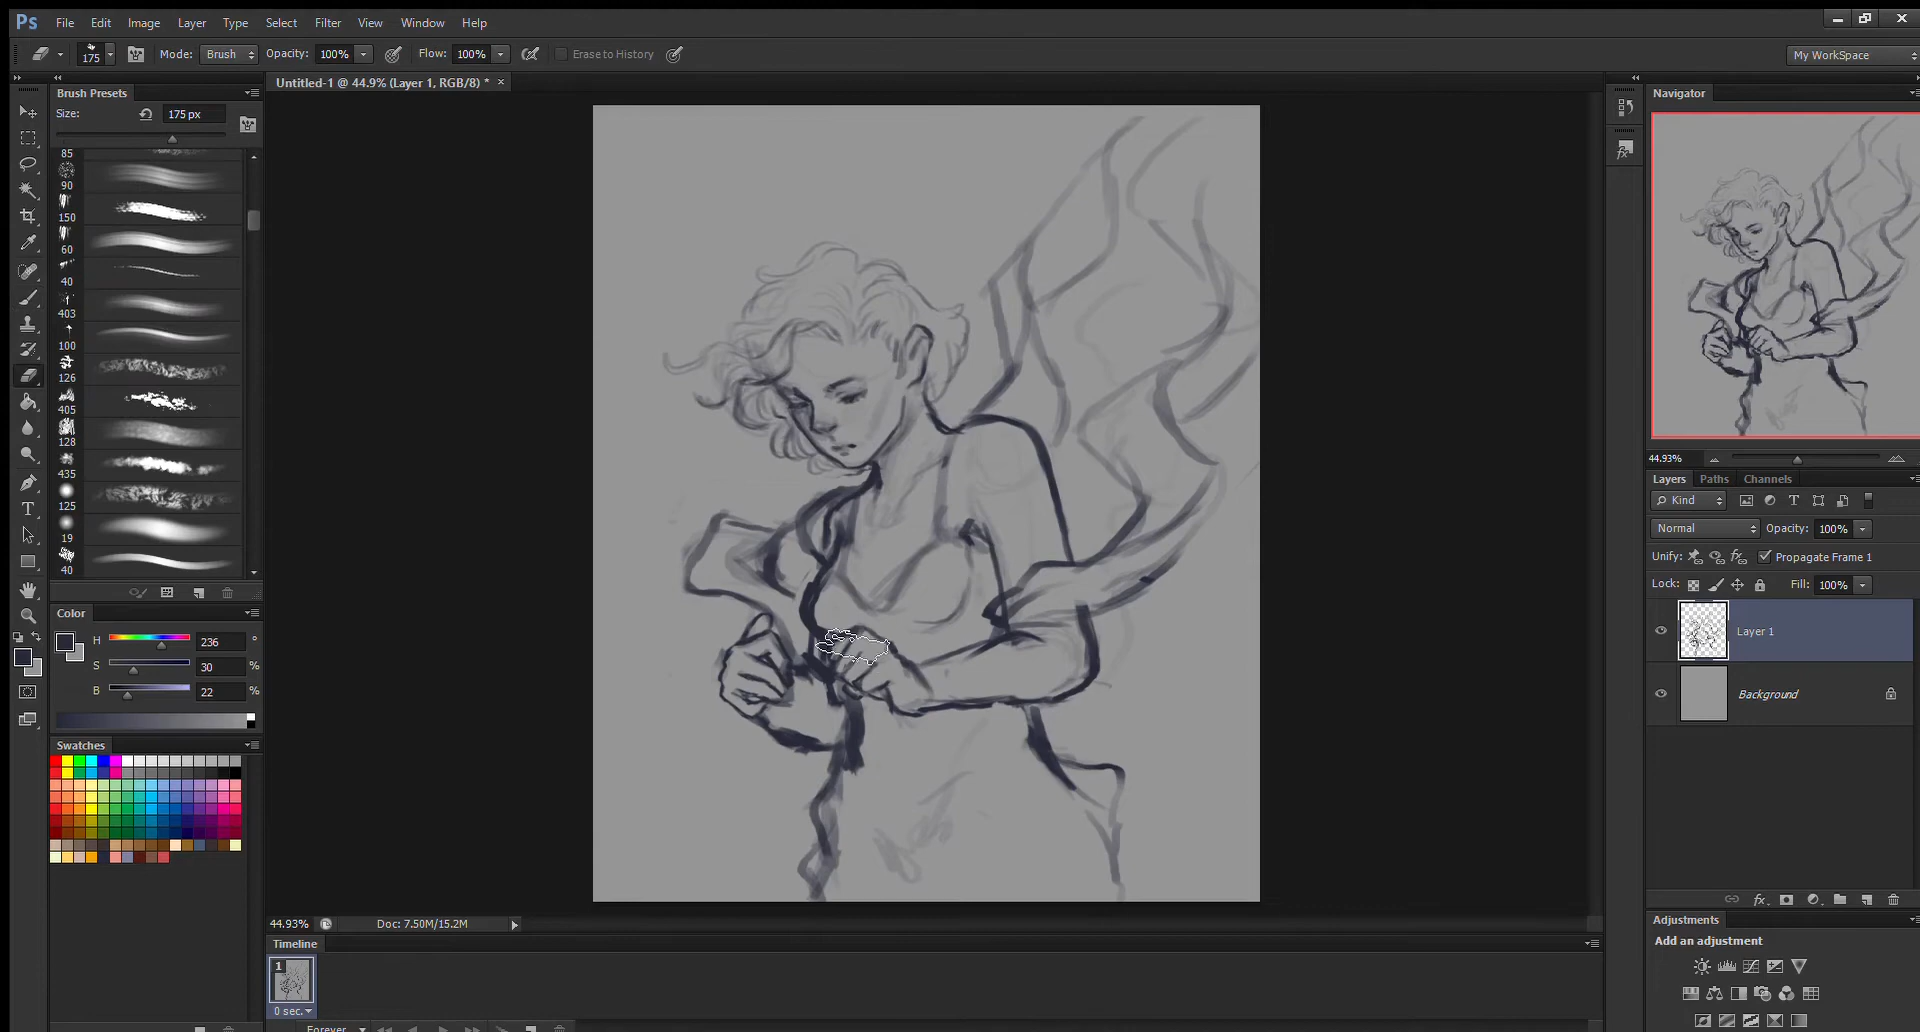 Ps File Edit Image Layer Type Select Filter View Window Help
175 Mode: Brush Opacity: 100% Flow: 100% Erase to History My WorkSpace
Untitled-1 @ 44.9% (Layer 1, RGB/8) *
Brush Presets
Size: 175 px
85
90
150
60
40
403
100
126
405
128
435
125
19
40
Color
H 236 °
S 30 %
B 22 %
Swatches
44.93% Doc: 7.50M/15.2M
Timeline
1
0 sec.
Forever
Navigator
44.93%
Layers Paths Channels
Kind
Normal Opacity: 100%
Unify: Propagate Frame 1
Lock: Fill: 100%
Layer 1
Background
Adjustments
Add an adjustment